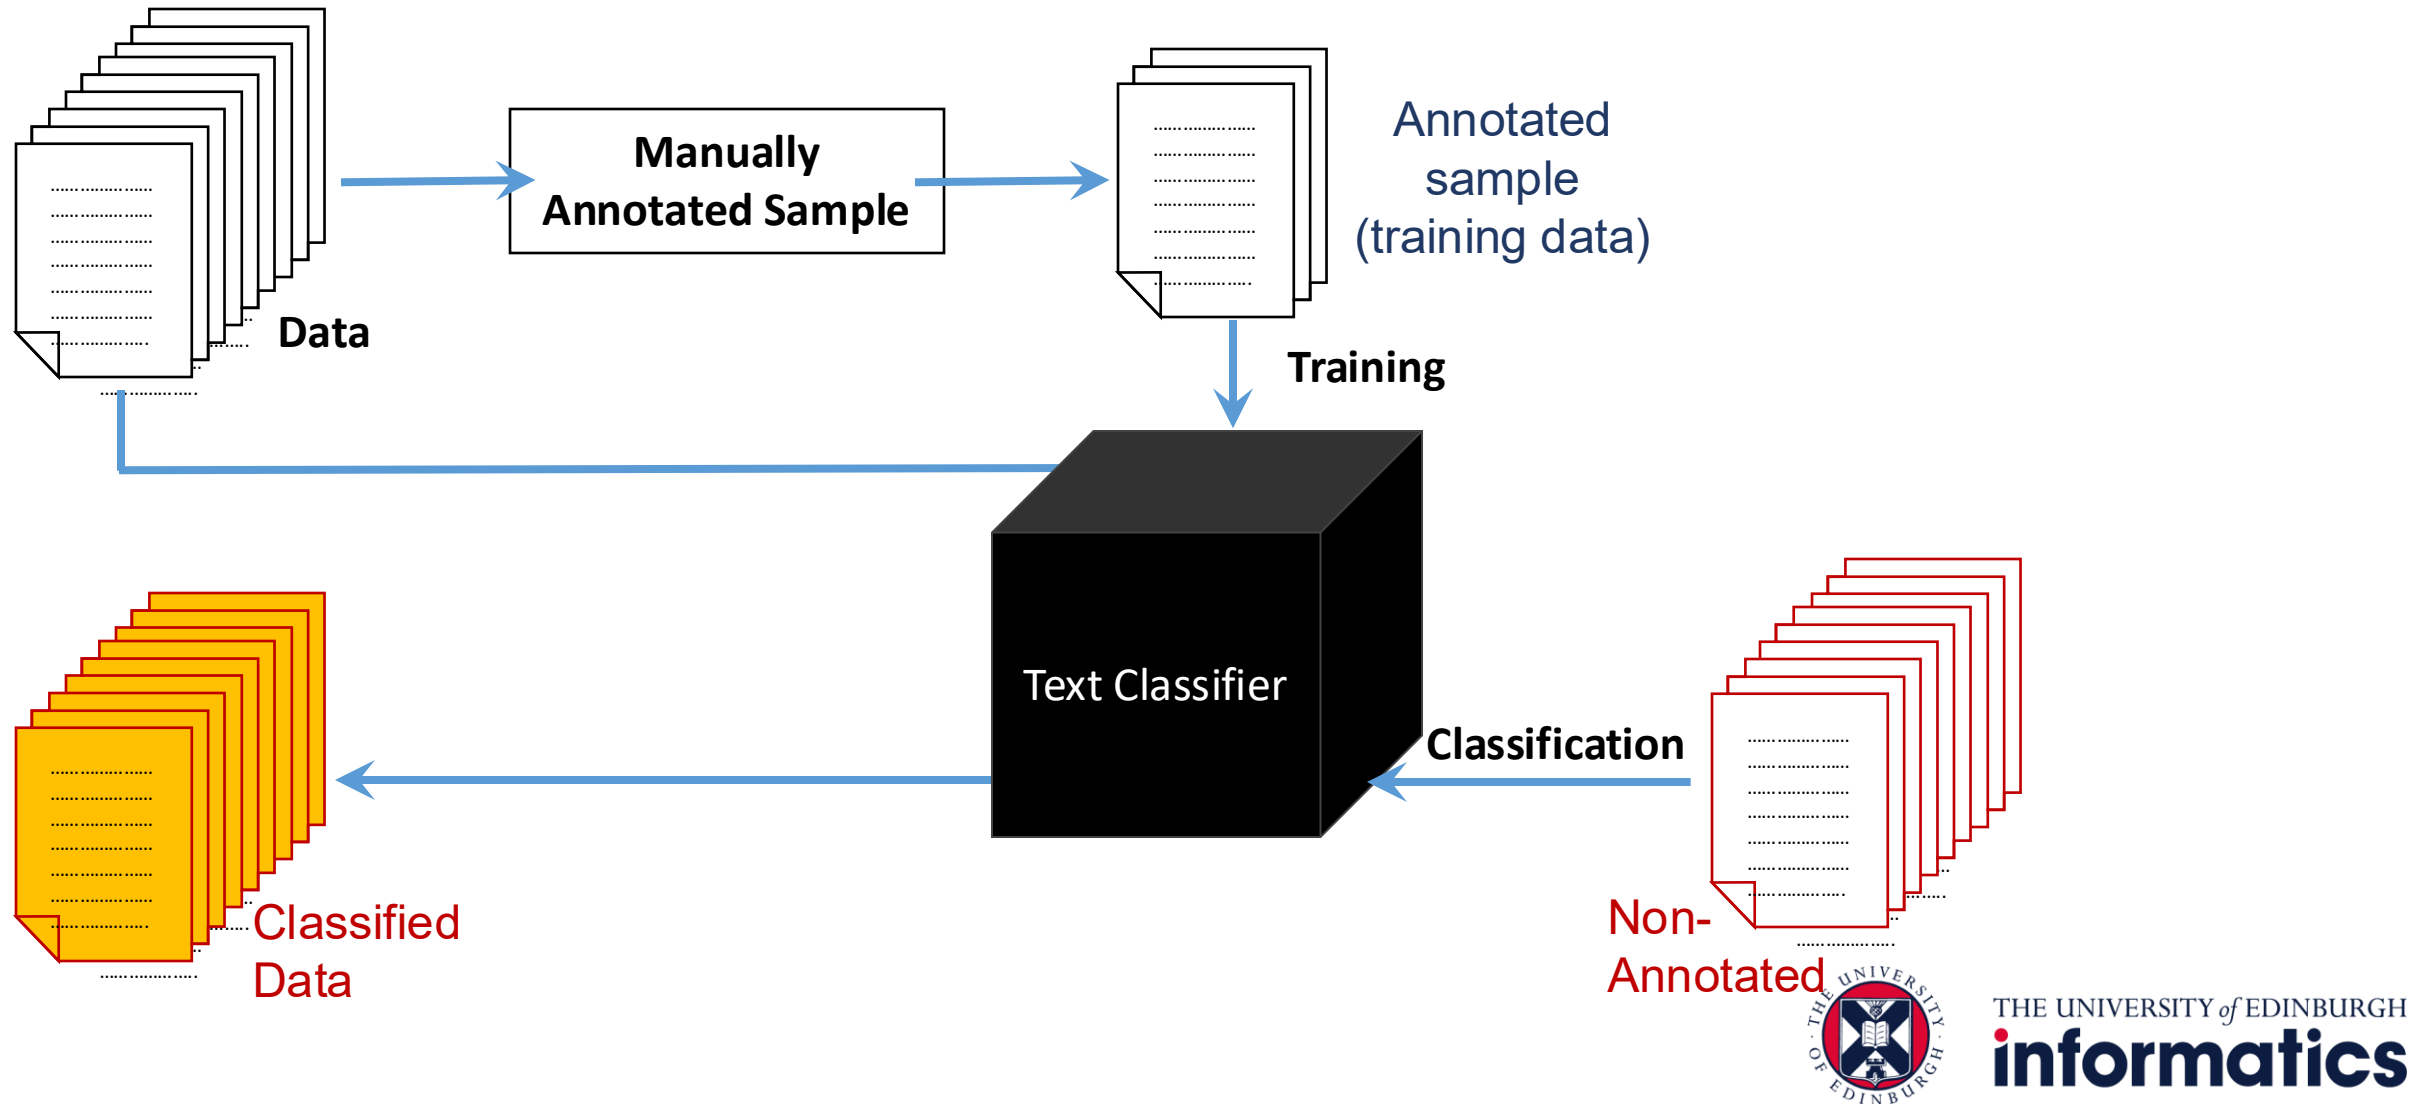 Data
Manually
Annotated Sample
Annotated
sample
(training data)
Training
Text Classifier
Classification
Classified
Data
Non-
Annotated
THE UNIVERSITY OF EDINBURGH
THE UNIVERSITY of EDINBURGH
informatics